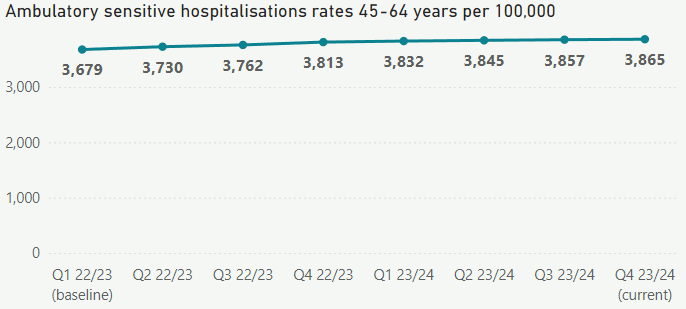 Ambulatory sensitive hospitalisations rates 45-64 years per 100,000
3,679 3,730 3,762 3,813 3,832 3,845 3,857 3,865
3,000
2,000
1,000
0
Q1 22/23 Q2 22/23 Q3 22/23 Q4 22/23 Q1 23/24 Q2 23/24 Q3 23/24 Q4 23/24
(baseline) (current)